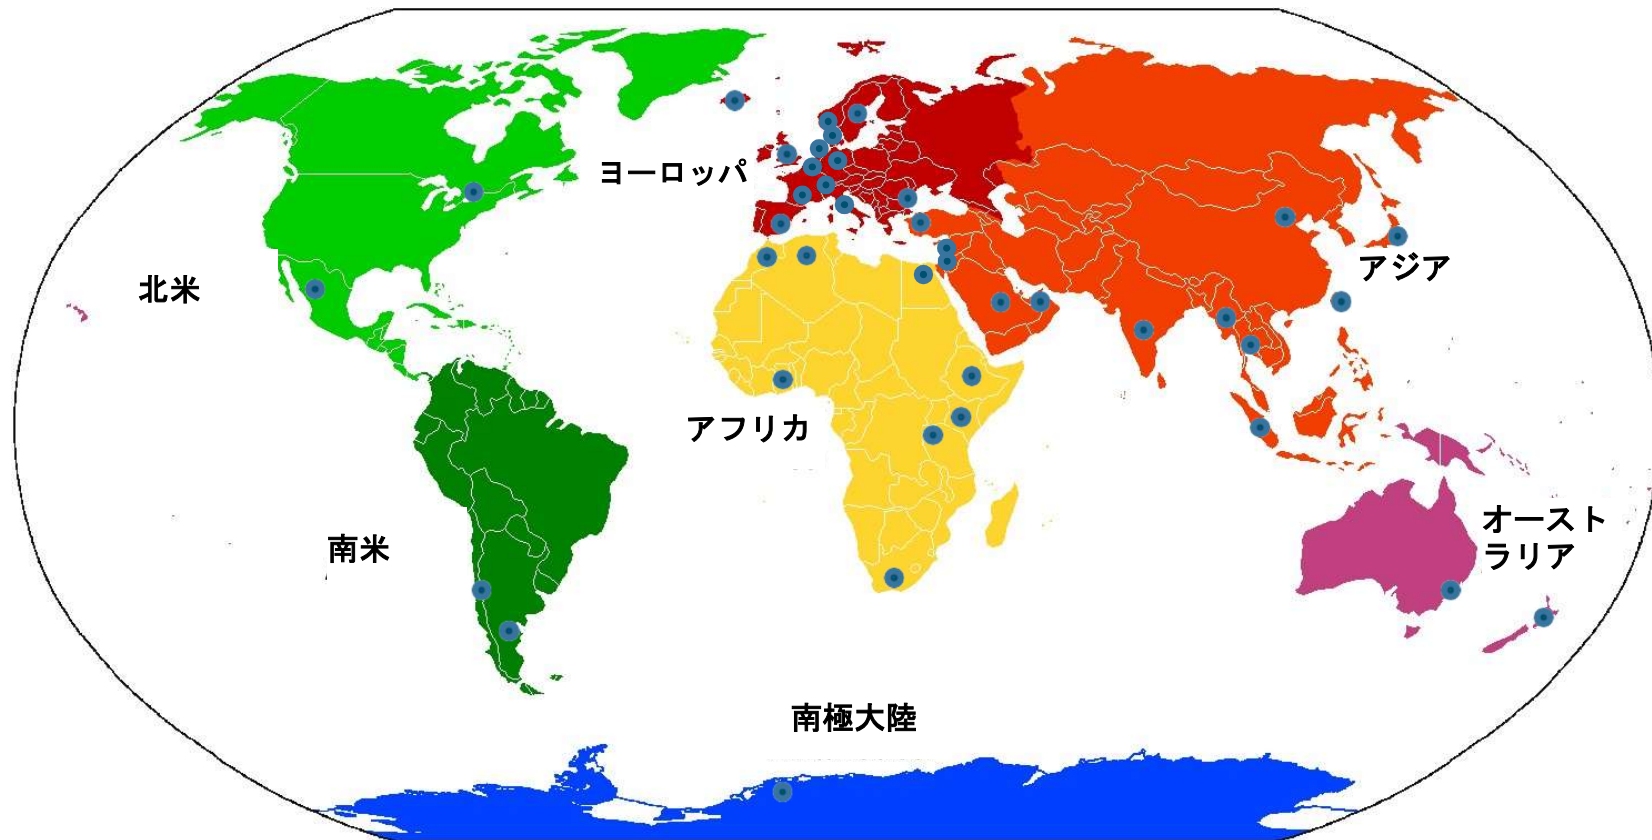 ヨーロッパ
北米
アジア
アフリカ
南米
オースト
ラリア
南極大陸